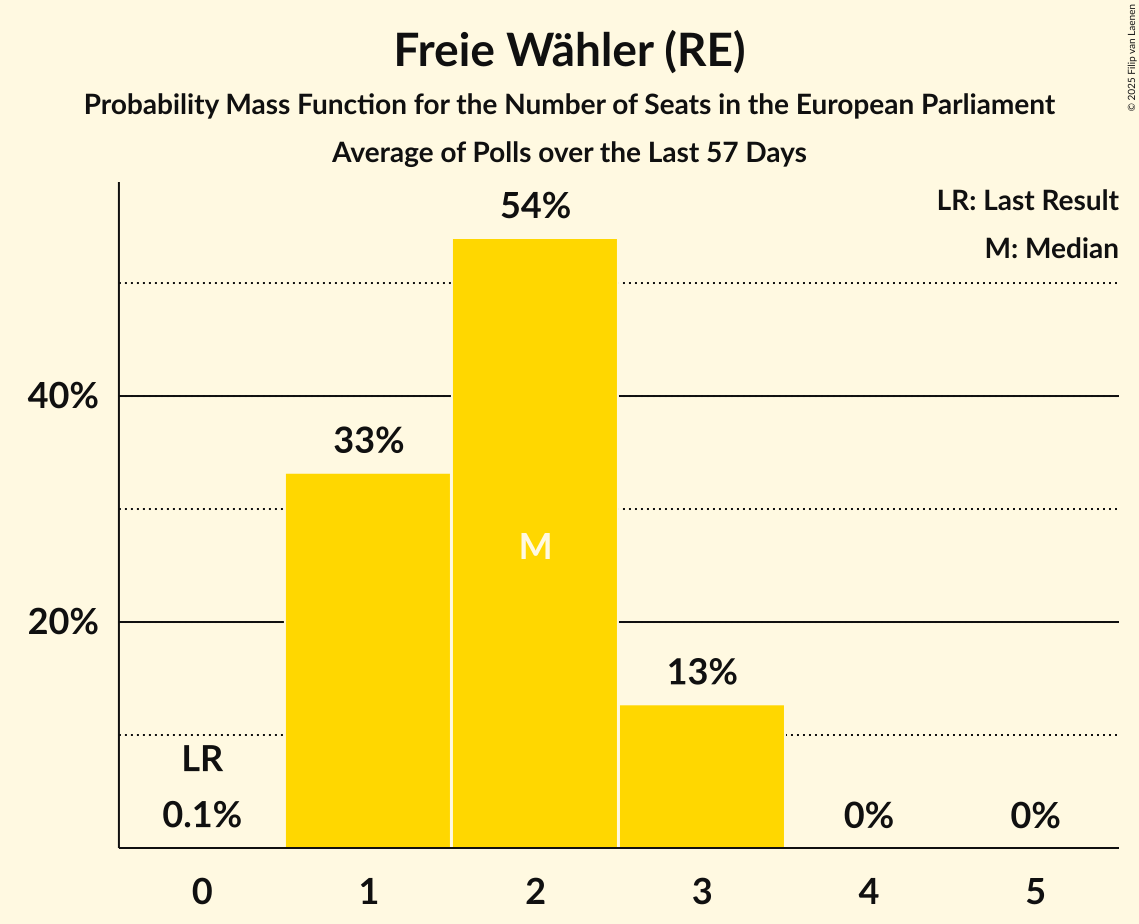 Freie Wähler (RE)
Probability Mass Function for the Number of Seats in the European Parliament
Average of Polls over the Last 57 Days
© 2025 Filip van Laenen
LR: Last Result
M: Median
54%
40%
33%
M
20%
13%
LR
0.1%
0%
0%
0
1
2
3
4
5